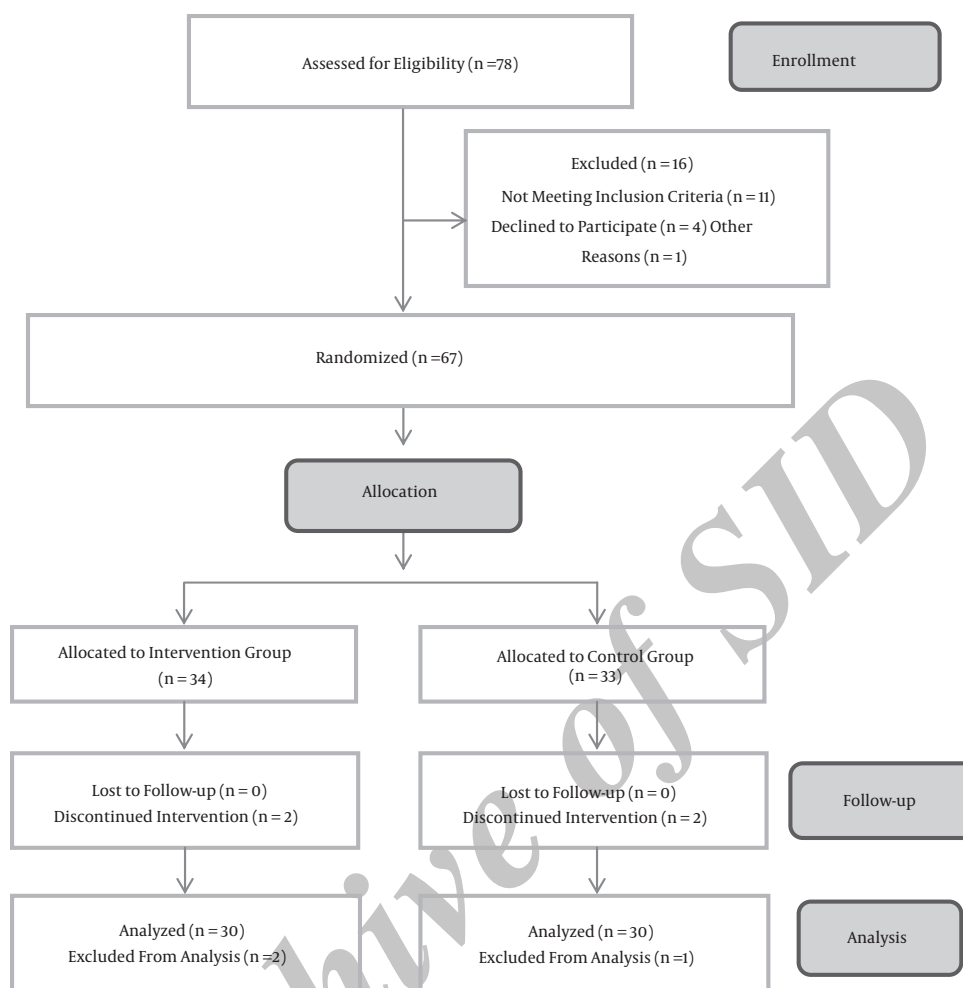 Assessed for Eligibility (n =78)
Enrollment
Excluded (n = 16)
Not Meeting Inclusion Criteria (n = 11)
Declined to Participate (n = 4) Other
Reasons (n = 1)
Randomized (n =67)
Allocation
Allocated to Intervention Group
(n = 34)
Allocated to Control Group
(n = 33)
Lost to Follow-up (n = 0)
Discontinued Intervention (n = 2)
Lost to Follow-up (n = 0)
Discontinued Intervention (n = 2)
Follow-up
Analyzed (n = 30)
Excluded From Analysis (n =2)
Analyzed (n = 30)
Excluded From Analysis (n =1)
Analysis
hive of SID